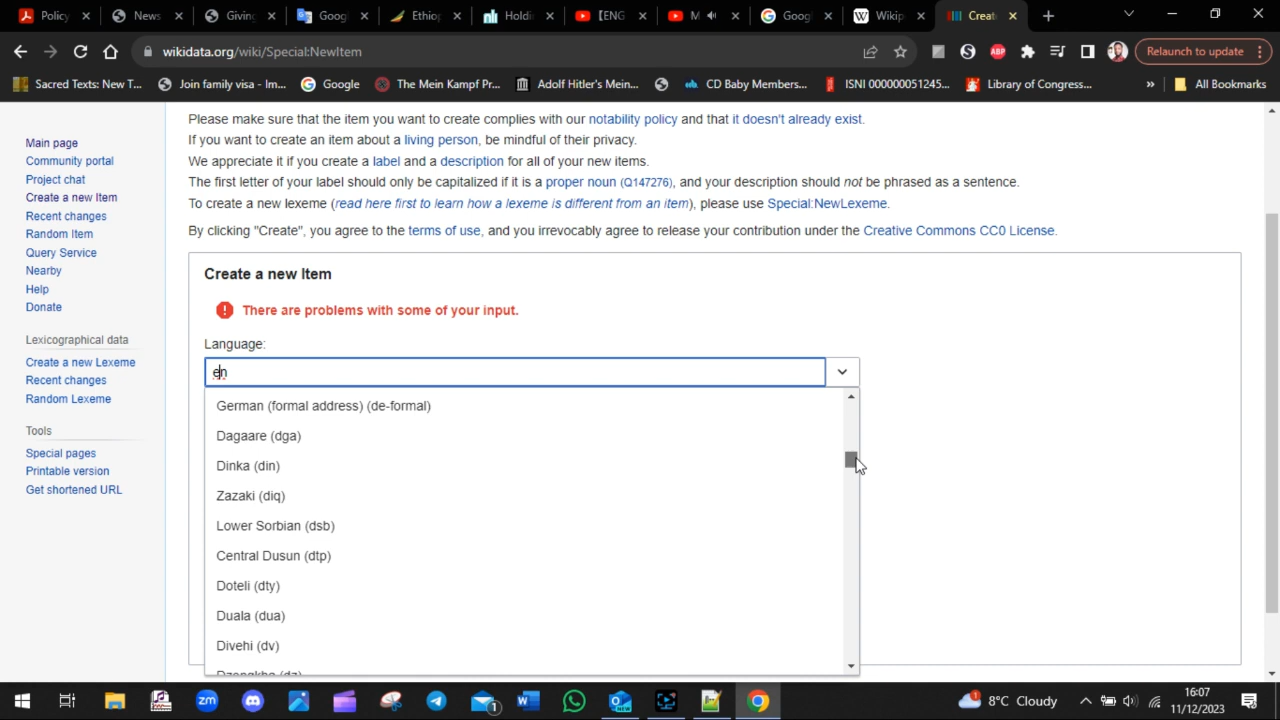 Policy
NewX
Giving
Goog
Ethiop
Holdi
【ENG
M
Goog
Wikip
Creat
wikidata.org/wiki/Special:NewItem
Relaunch to update
Sacred Texts: New T...
Join family visa - Im...
Google
The Mein Kampf Pr...
Adolf Hitler's Mein...
CD Baby Members...
ISNI 000000051245...
Library of Congress...
»
All Bookmarks
Main page
Community portal
Project chat
Create a new Item
Recent changes
Random Item
Query Service
Nearby
Help
Donate
Lexicographical data
Create a new Lexeme
Recent changes
Random Lexeme
Tools
Special pages
Printable version
Get shortened URL
Please make sure that the item you want to create complies with our notability policy and that it doesn't already exist.
If you want to create an item about a living person, be mindful of their privacy.
We appreciate it if you create a label and a description for all of your new items.
The first letter of your label should only be capitalized if it is a proper noun (Q147276), and your description should not be phrased as a sentence.
To create a new lexeme (read here first to learn how a lexeme is different from an item), please use Special:NewLexeme.
By clicking "Create", you agree to the terms of use, and you irrevocably agree to release your contribution under the Creative Commons CC0 License.
Create a new Item
There are problems with some of your input.
Language:
en
German (formal address) (de-formal)
Dagaare (dga)
Dinka (din)
Zazaki (diq)
Lower Sorbian (dsb)
Central Dusun (dtp)
Doteli (dty)
Duala (dua)
Divehi (dv)
Dzongkha (dz)
8°C Cloudy
16:07
11/12/2023